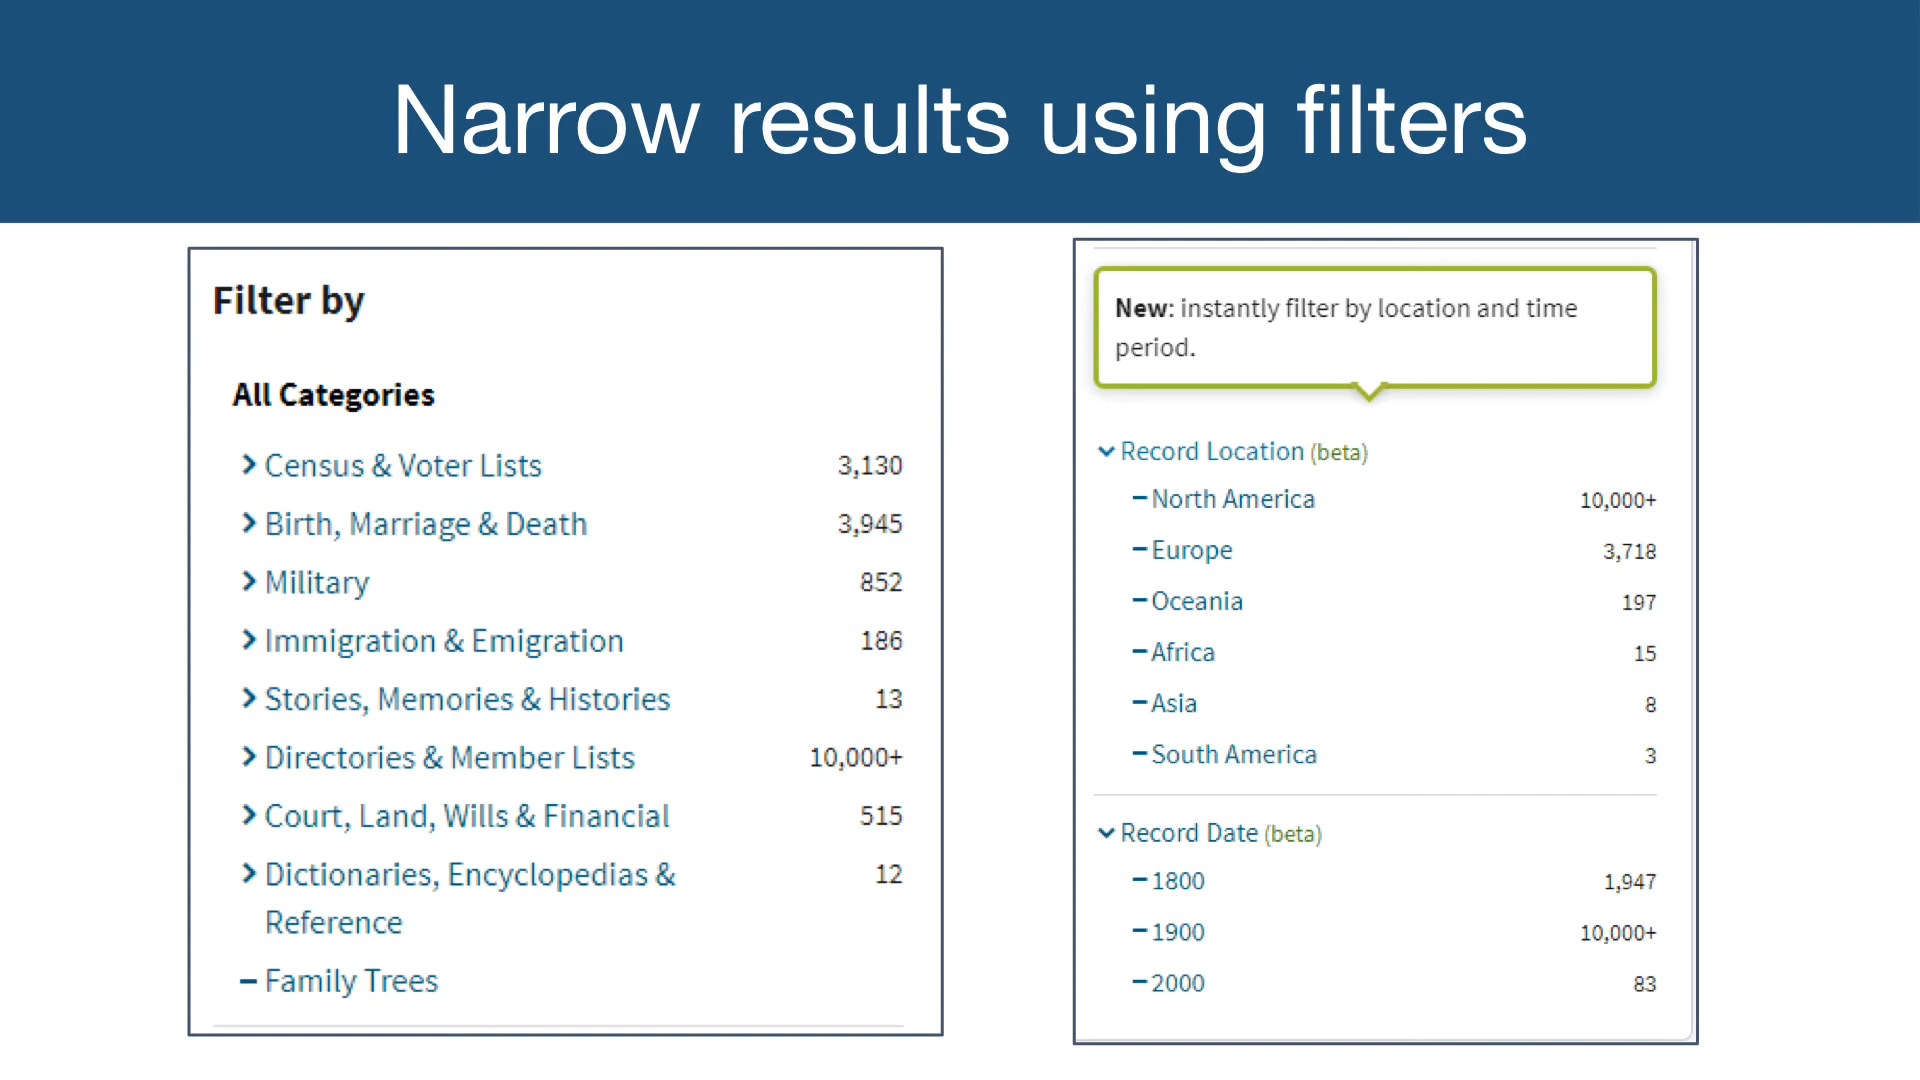 Narrow results using filters
Filter by
All Categories
Census & Voter Lists 3,130
Birth, Marriage & Death 3,945
Military 852
Immigration & Emigration 186
Stories, Memories & Histories 13
Directories & Member Lists 10,000+
Court, Land, Wills & Financial 515
Dictionaries, Encyclopedias & 12
Reference
Family Trees
New: instantly filter by location and time
period.
Record Location (beta)
North America 10,000+
Europe 3,718
Oceania 197
Africa 15
Asia 8
South America 3
Record Date (beta)
1800 1,947
1900 10,000+
2000 83